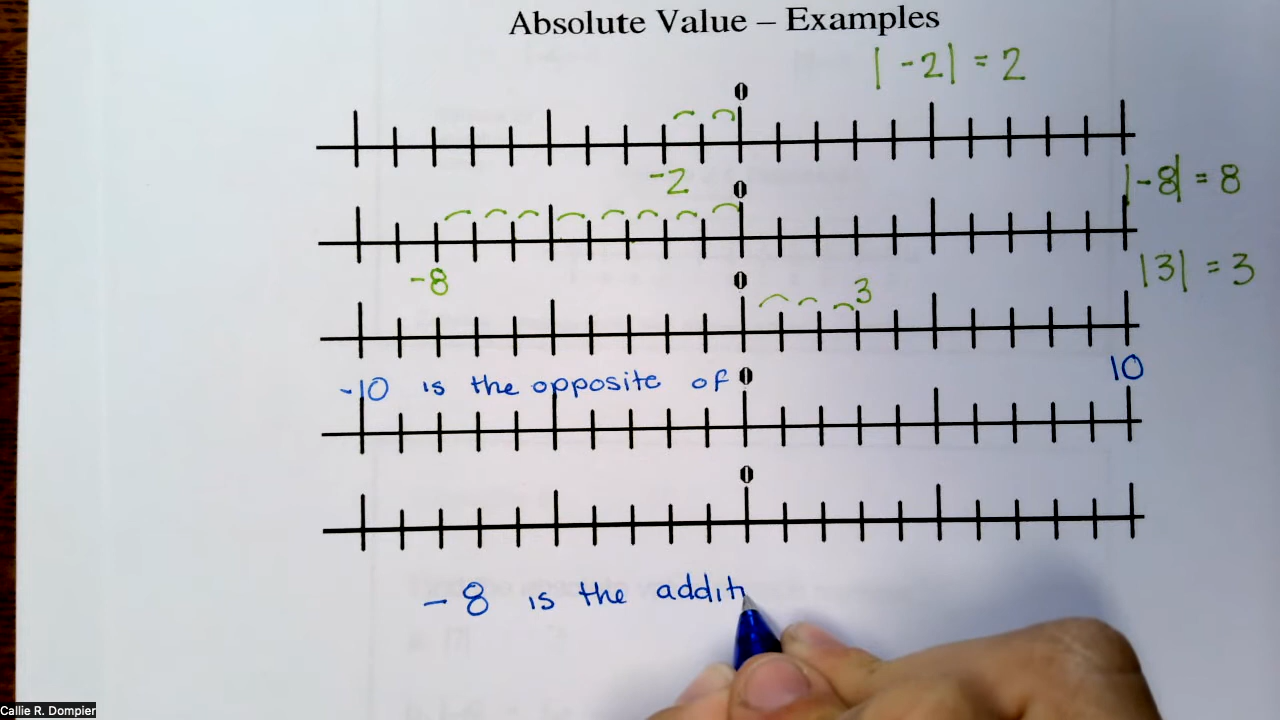 Absolute Value – Examples
|-2| = 2
0
-2
0
|-8| = 8
-8
0
3
|3| = 3
-10 is the opposite of
0
10
0
-8 is the addit
Callie R. Dompier